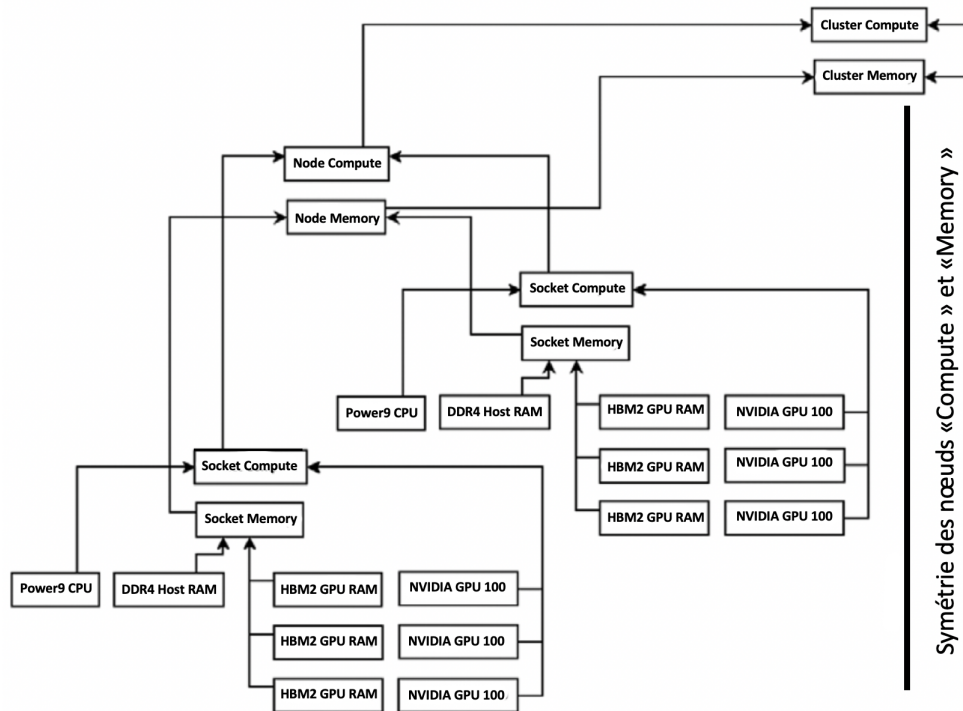 Cluster Compute
Cluster Memory
Node Compute
Node Memory
Socket Compute
Socket Memory
Power9 CPU
DDR4 Host RAM
HBM2 GPU RAM
NVIDIA GPU 100
HBM2 GPU RAM
NVIDIA GPU 100
HBM2 GPU RAM
NVIDIA GPU 100
Socket Compute
Socket Memory
Power9 CPU
DDR4 Host RAM
HBM2 GPU RAM
NVIDIA GPU 100
HBM2 GPU RAM
NVIDIA GPU 100
HBM2 GPU RAM
NVIDIA GPU 100
Symétrie des nœuds «Compute » et «Memory »